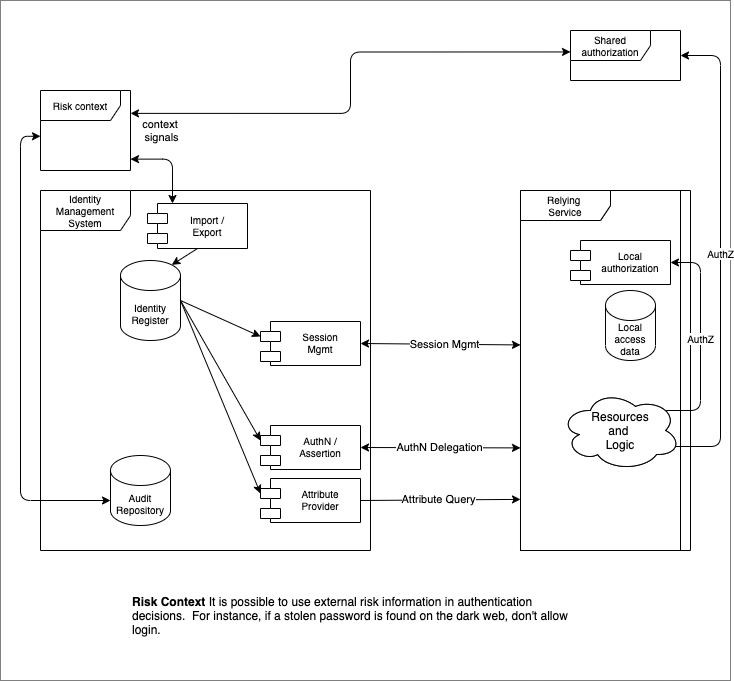 Shared
authorization
Risk context
context
signals
Identity
Management
System
Import /
Export
Relying
Service
Local
authorization
AuthZ
Identity
Register
Local
access
data
Session
Mgmt
Session Mgmt
AuthZ
Resources
and
Logic
AuthN /
Assertion
AuthN Delegation
Audit
Repository
Attribute
Provider
Attribute Query
Risk Context It is possible to use external risk information in authentication
decisions.  For instance, if a stolen password is found on the dark web, don't allow
login.